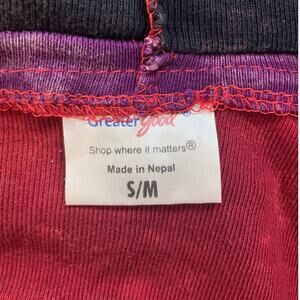 Greater good
Shop where it matters®
Made in Nepal
S/M